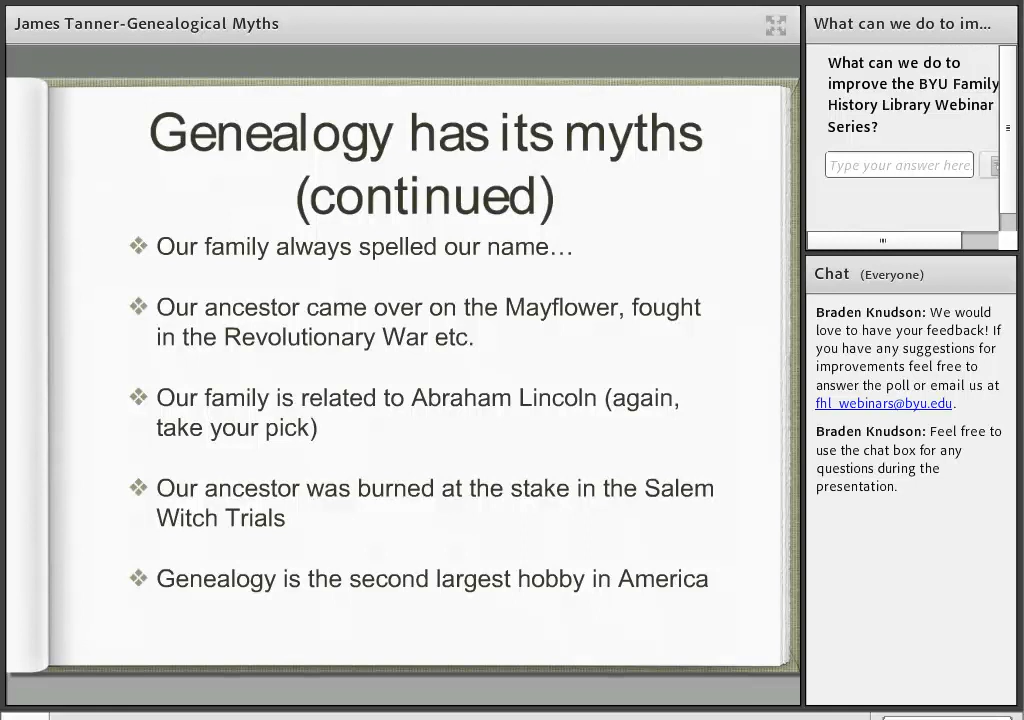 James Tanner-Genealogical Myths
Genealogy has its myths
(continued)
❖ Our family always spelled our name…
❖ Our ancestor came over on the Mayflower, fought
in the Revolutionary War etc.
❖ Our family is related to Abraham Lincoln (again,
take your pick)
❖ Our ancestor was burned at the stake in the Salem
Witch Trials
❖ Genealogy is the second largest hobby in America
What can we do to im...
What can we do to
improve the BYU Family
History Library Webinar
Series?
Type your answer here
Chat (Everyone)
Braden Knudson: We would
love to have your feedback! If
you have any suggestions for
improvements feel free to
answer the poll or email us at
fhl_webinars@byu.edu.
Braden Knudson: Feel free to
use the chat box for any
questions during the
presentation.